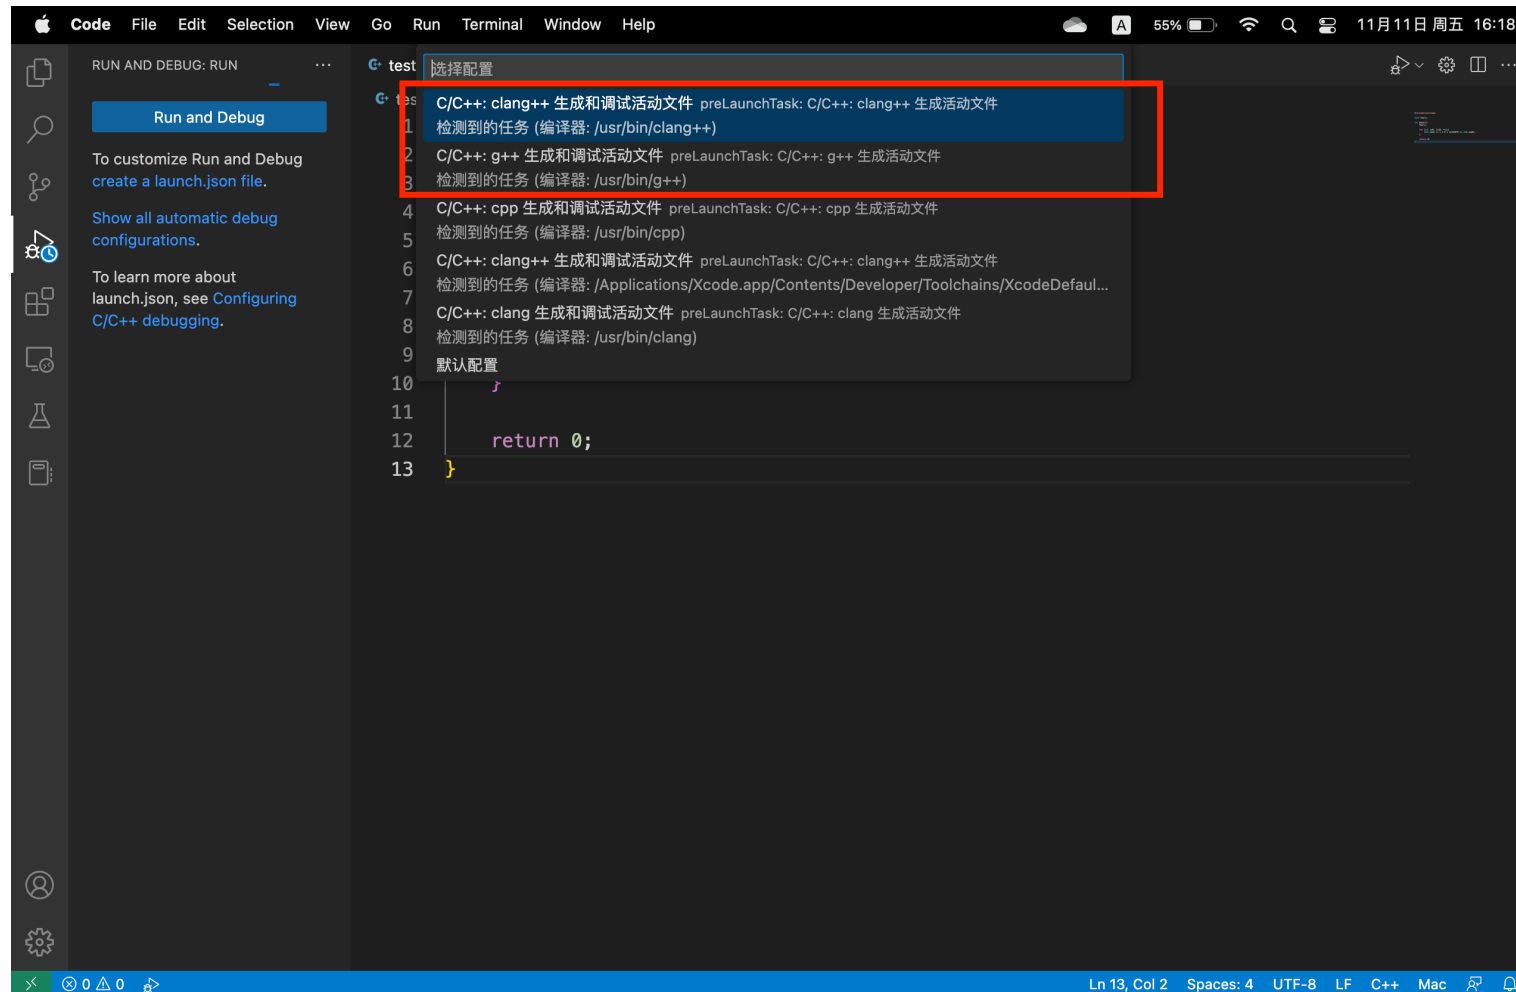 Code File Edit Selection View Go Run Terminal Window Help A 55% 11月11日 周五 16:18
RUN AND DEBUG: RUN ···
Run and Debug
To customize Run and Debug
create a launch.json file.
Show all automatic debug
configurations.
To learn more about
launch.json, see Configuring
C/C++ debugging.
test
tes
选择配置
C/C++: clang++ 生成和调试活动文件 preLaunchTask: C/C++: clang++ 生成活动文件
检测到的任务 (编译器: /usr/bin/clang++)
C/C++: g++ 生成和调试活动文件 preLaunchTask: C/C++: g++ 生成活动文件
检测到的任务 (编译器: /usr/bin/g++)
C/C++: cpp 生成和调试活动文件 preLaunchTask: C/C++: cpp 生成活动文件
检测到的任务 (编译器: /usr/bin/cpp)
C/C++: clang++ 生成和调试活动文件 preLaunchTask: C/C++: clang++ 生成活动文件
检测到的任务 (编译器: /Applications/Xcode.app/Contents/Developer/Toolchains/XcodeDefaul...
C/C++: clang 生成和调试活动文件 preLaunchTask: C/C++: clang 生成活动文件
检测到的任务 (编译器: /usr/bin/clang)
默认配置
1
2
3
4
5
6
7
8
9
10 }
11
12 return 0;
13 }
0 0 Ln 13, Col 2 Spaces: 4 UTF-8 LF C++ Mac